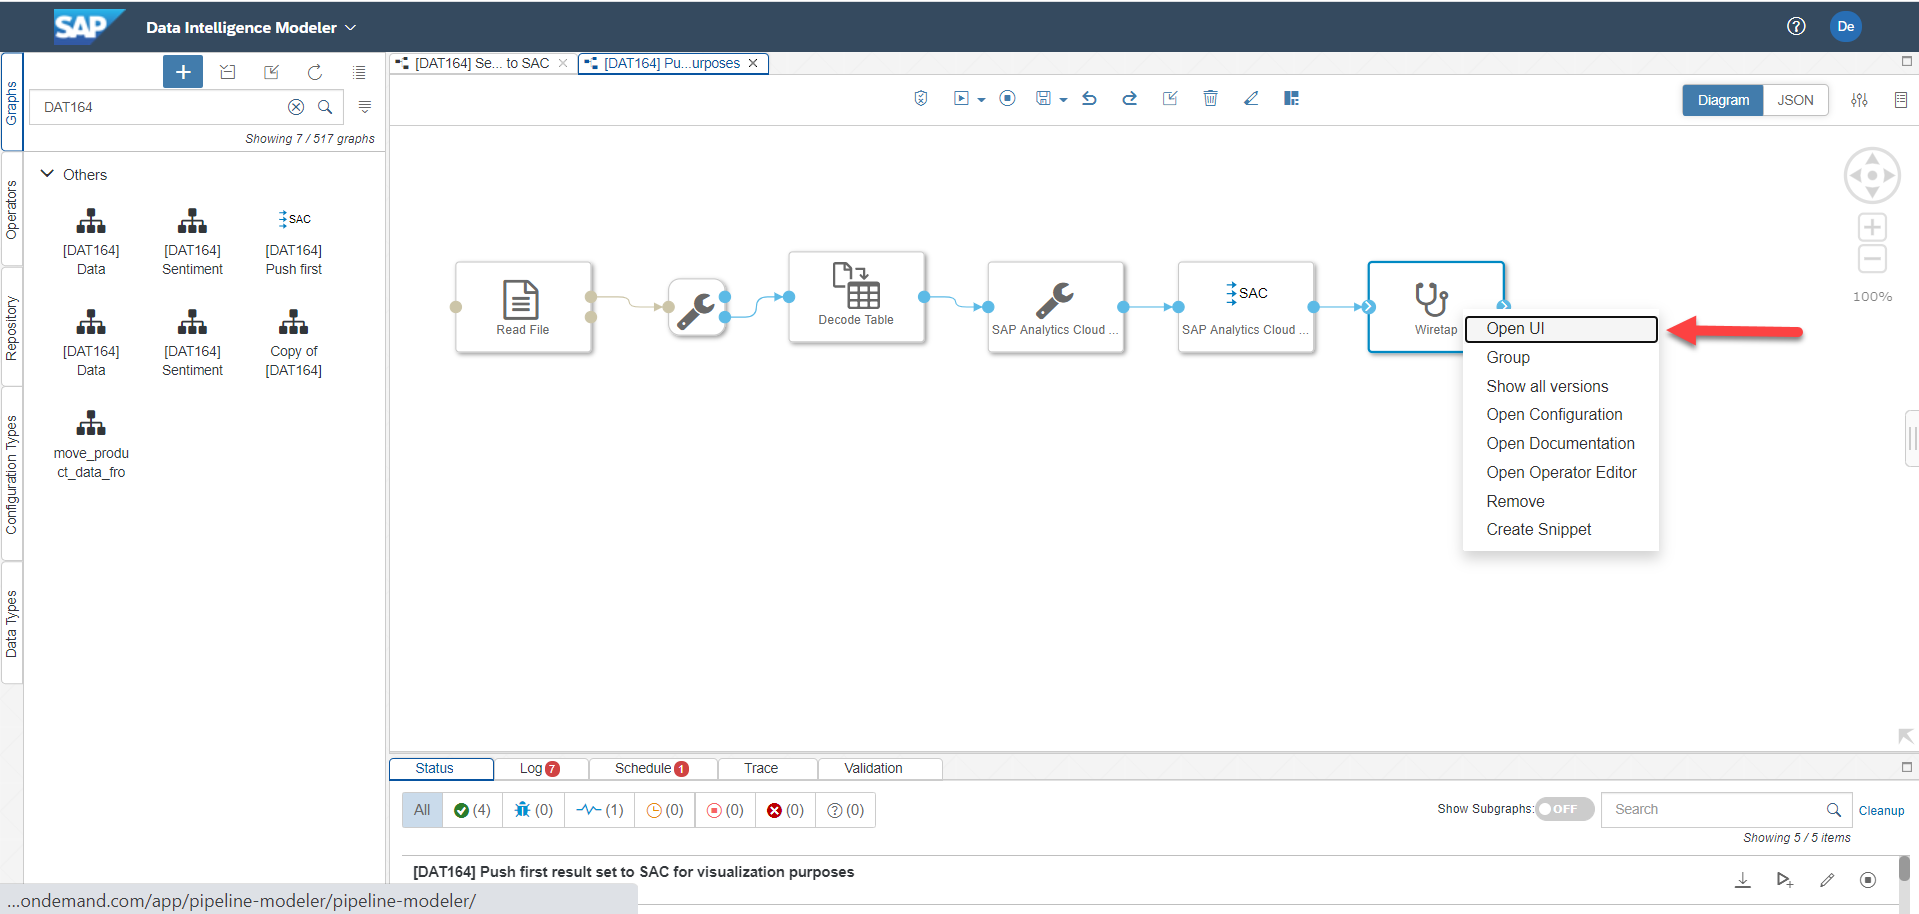 SAP
Data Intelligence Modeler
De
Graphs
Operators
Repository
Configuration Types
Data Types
DAT164
Showing 7 / 517 graphs
Others
[DAT164]
Data
[DAT164]
Sentiment
SAC
[DAT164]
Push first
[DAT164]
Data
[DAT164]
Sentiment
Copy of
[DAT164]
move_produ
ct_data_fro
[DAT164] Se... to SAC
[DAT164] Pu...urposes
Diagram
JSON
100%
Read File
Decode Table
SAP Analytics Cloud ...
SAC
SAP Analytics Cloud ...
Wiretap
Open UI
Group
Show all versions
Open Configuration
Open Documentation
Open Operator Editor
Remove
Create Snippet
Status
Log 7
Schedule 1
Trace
Validation
All
(4)
(0)
(1)
(0)
(0)
(0)
(0)
Show Subgraphs:
OFF
Search
Cleanup
Showing 5 / 5 items
[DAT164] Push first result set to SAC for visualization purposes
...ondemand.com/app/pipeline-modeler/pipeline-modeler/